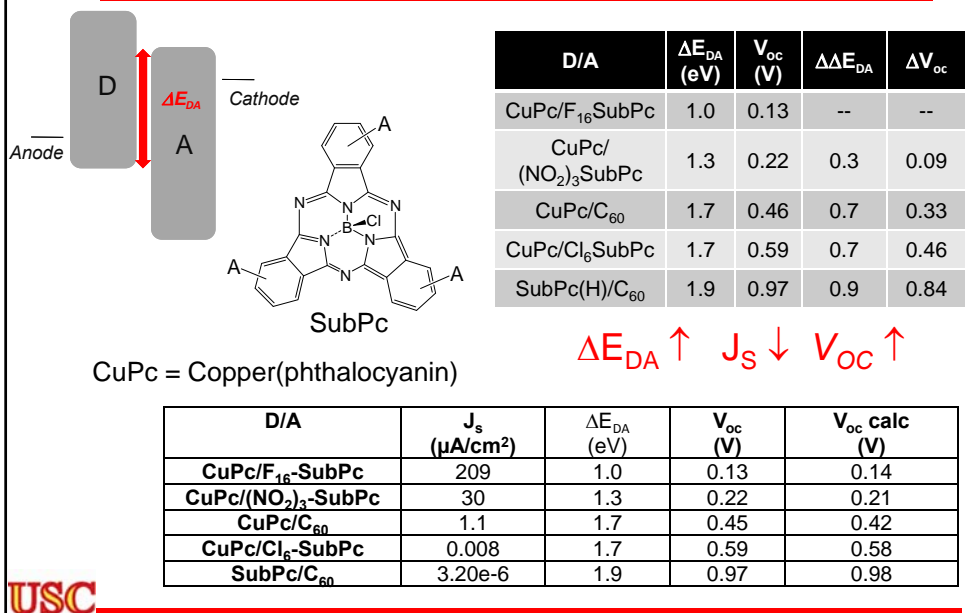 D
ΔE_DA
A
Cathode
Anode
A
N
N
N
Cl
B
N
N
N
A
A
SubPc
CuPc = Copper(phthalocyanin)
D/A ΔE_DA (eV) V_oc (V) ΔΔE_DA ΔV_oc
CuPc/F₁₆SubPc 1.0 0.13 -- --
CuPc/(NO₂)₃SubPc 1.3 0.22 0.3 0.09
CuPc/C₆₀ 1.7 0.46 0.7 0.33
CuPc/Cl₆SubPc 1.7 0.59 0.7 0.46
SubPc(H)/C₆₀ 1.9 0.97 0.9 0.84
ΔE_DA ↑ J_S ↓ V_OC ↑
D/A J_s (µA/cm²) ΔE_DA (eV) V_oc (V) V_oc calc (V)
CuPc/F₁₆-SubPc 209 1.0 0.13 0.14
CuPc/(NO₂)₃-SubPc 30 1.3 0.22 0.21
CuPc/C₆₀ 1.1 1.7 0.45 0.42
CuPc/Cl₆-SubPc 0.008 1.7 0.59 0.58
SubPc/C₆₀ 3.20e-6 1.9 0.97 0.98
USC